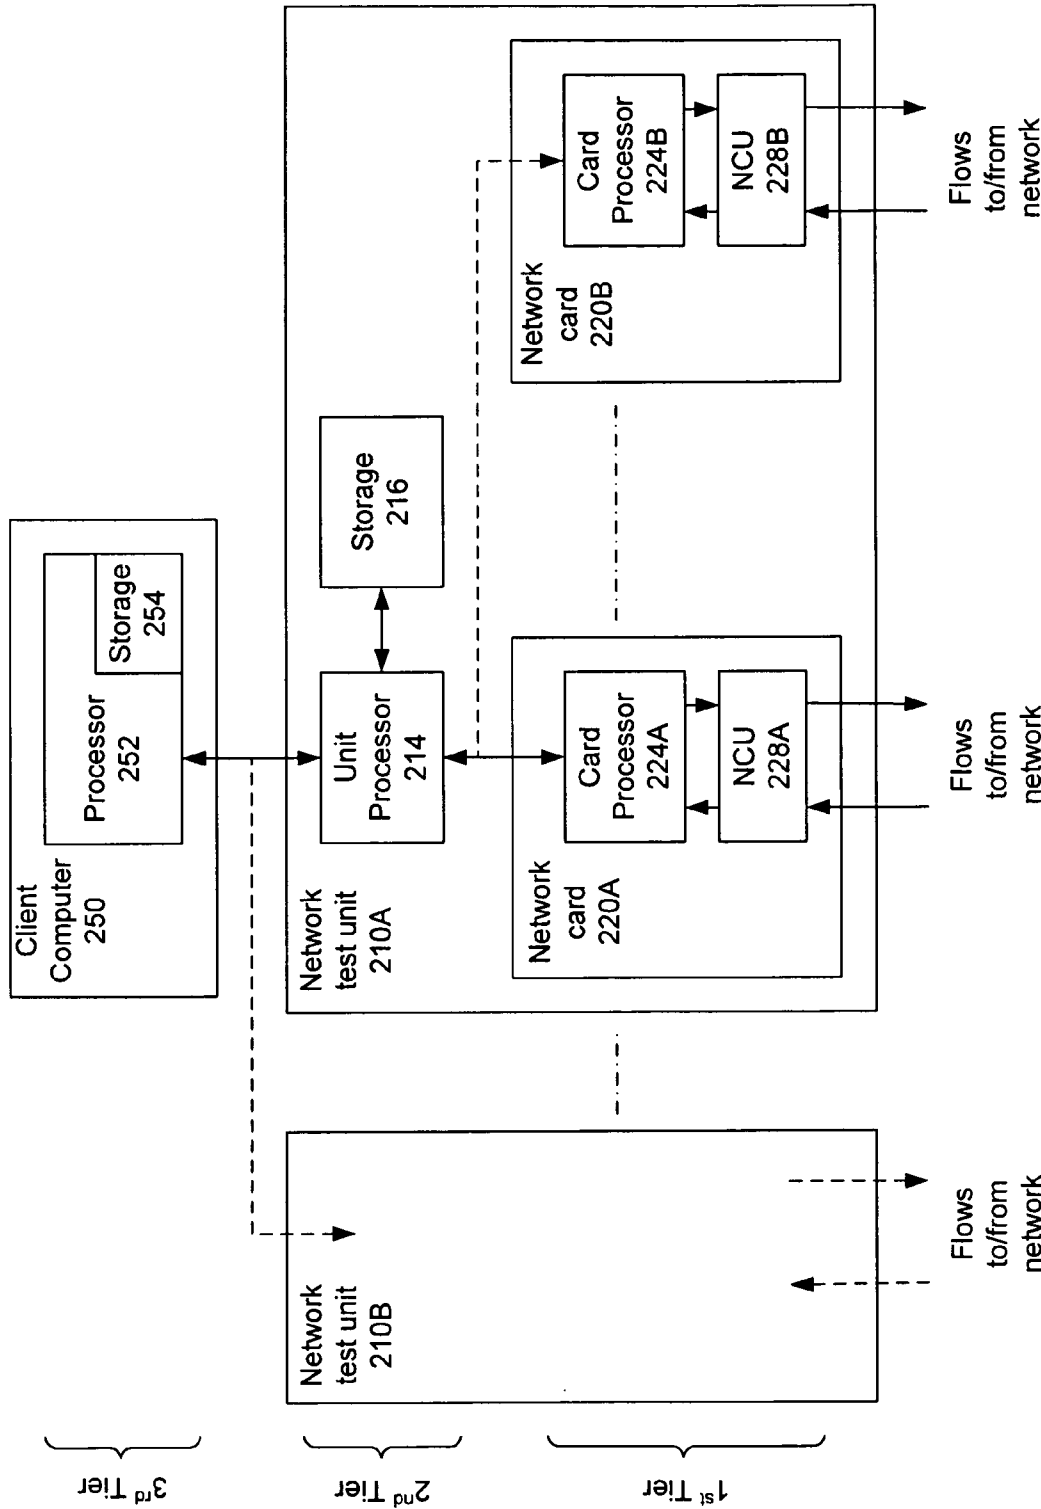 Client
Computer
250
Processor
252
Storage
254
3rd Tier
Network
test unit
210B
Network
test unit
210A
Unit
Processor
214
Storage
216
2nd Tier
Network
card
220A
Card
Processor
224A
NCU
228A
Network
card
220B
Card
Processor
224B
NCU
228B
1st Tier
Flows
to/from
network
Flows
to/from
network
Flows
to/from
network